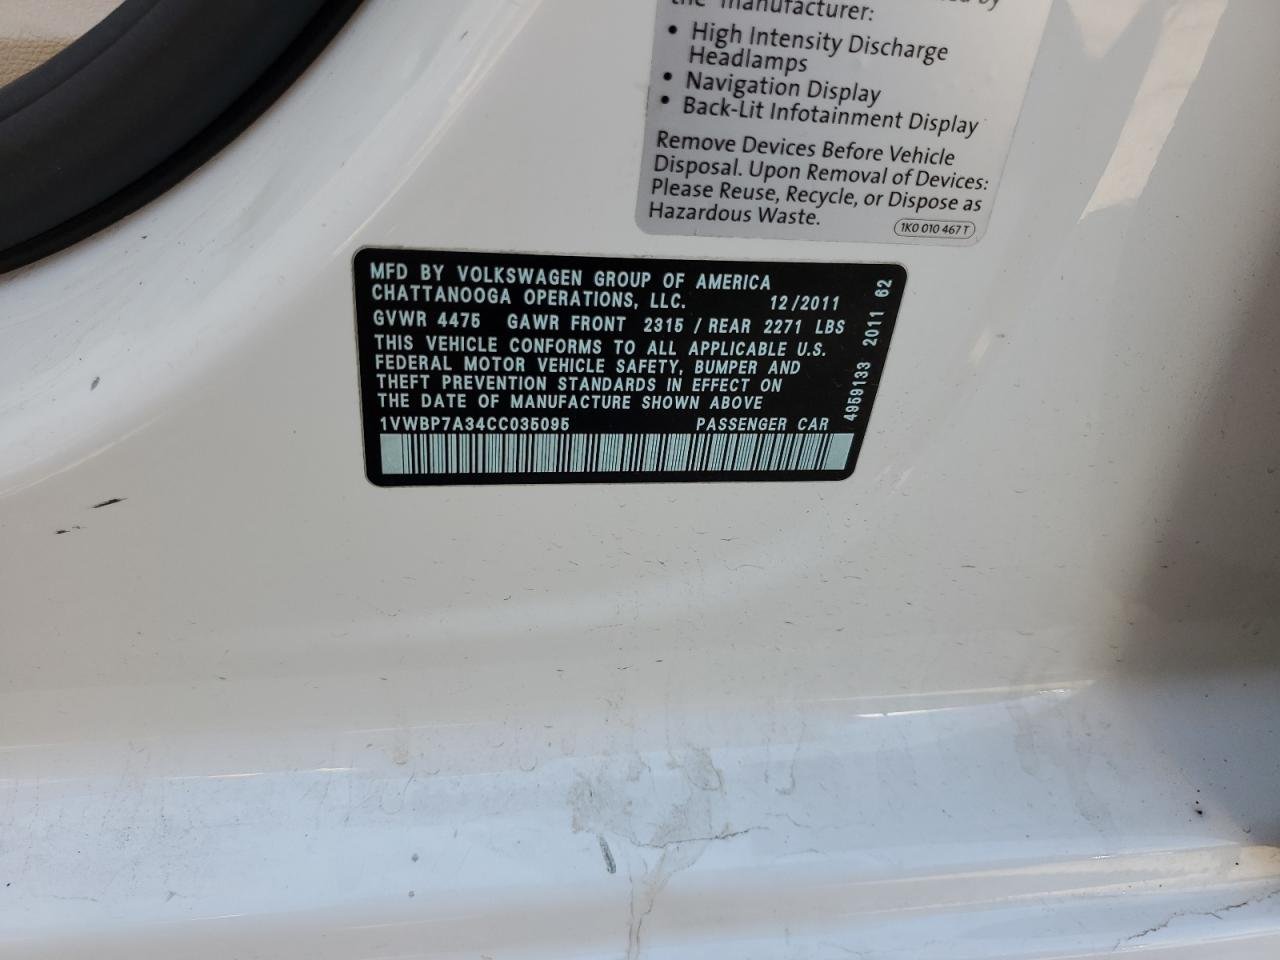 the manufacturer:
• High Intensity Discharge
Headlamps
• Navigation Display
• Back-Lit Infotainment Display
Remove Devices Before Vehicle
Disposal. Upon Removal of Devices:
Please Reuse, Recycle, or Dispose as
Hazardous Waste.
1K0 010 467 T
MFD BY VOLKSWAGEN GROUP OF AMERICA
CHATTANOOGA OPERATIONS, LLC. 12/2011
GVWR 4475 GAWR FRONT 2315 / REAR 2271 LBS
THIS VEHICLE CONFORMS TO ALL APPLICABLE U.S.
FEDERAL MOTOR VEHICLE SAFETY, BUMPER AND
THEFT PREVENTION STANDARDS IN EFFECT ON
THE DATE OF MANUFACTURE SHOWN ABOVE
1VWBP7A34CC035095 PASSENGER CAR
4959133 2011 62